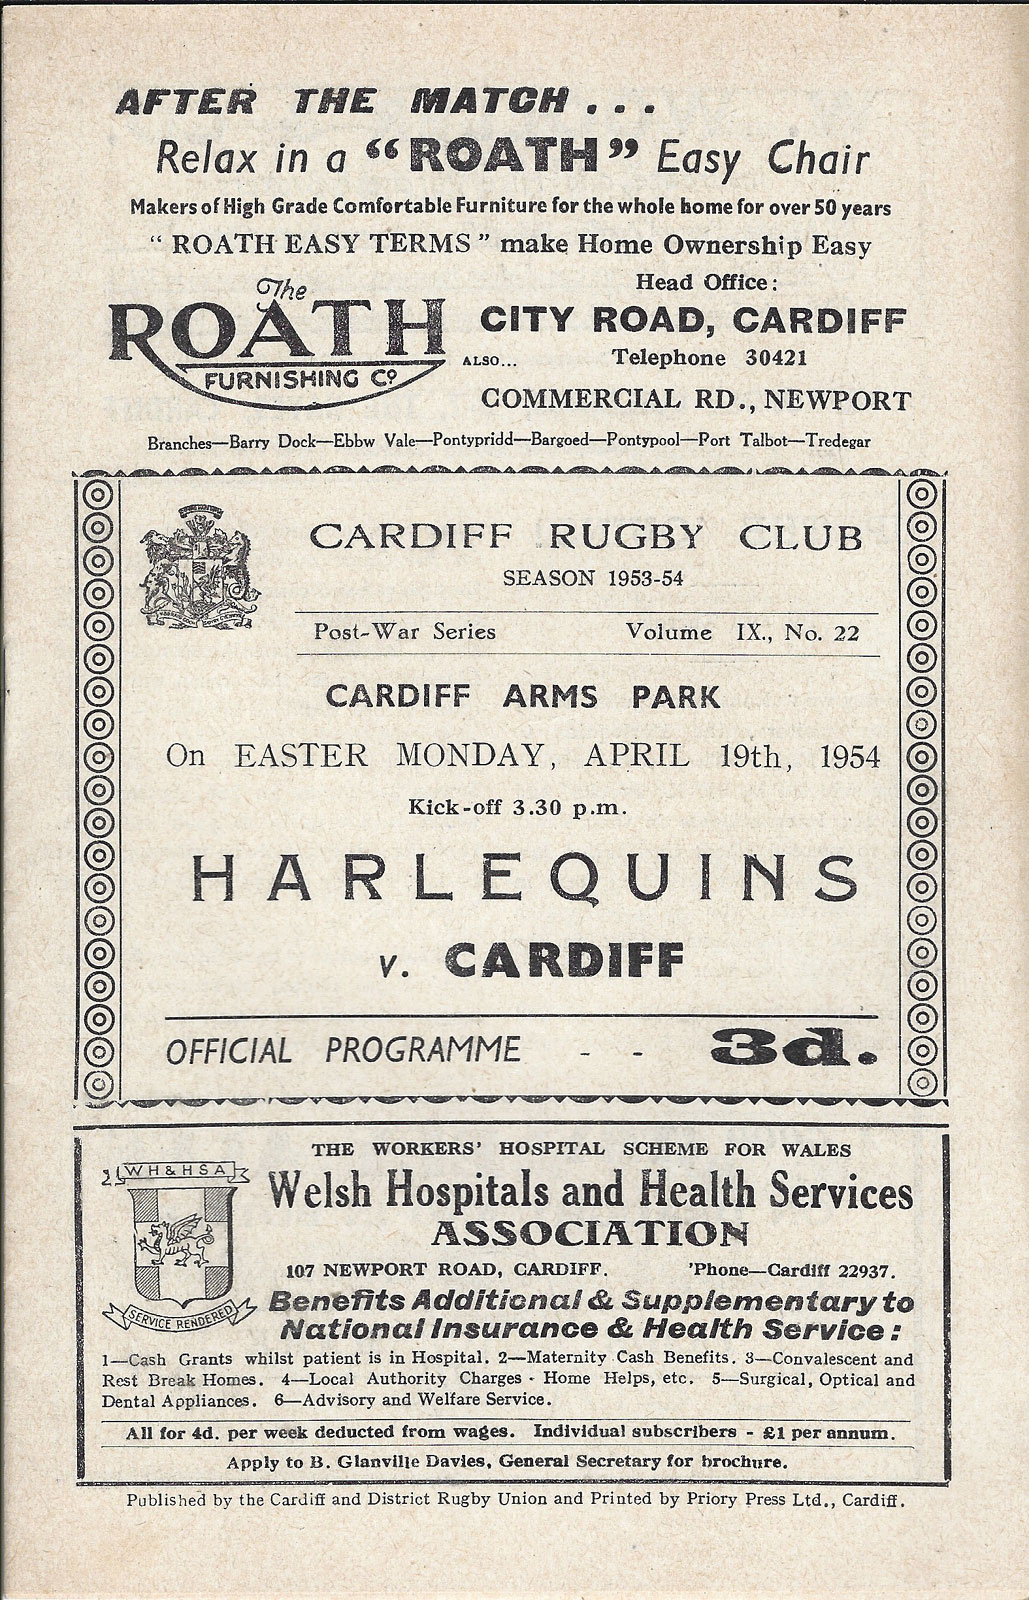 AFTER THE MATCH . . .
Relax in a “ROATH” Easy Chair
Makers of High Grade Comfortable Furniture for the whole home for over 50 years
“ ROATH EASY TERMS ” make Home Ownership Easy
The
ROATH
FURNISHING Co
Head Office :
CITY ROAD, CARDIFF
ALSO... Telephone 30421
COMMERCIAL RD., NEWPORT
Branches—Barry Dock—Ebbw Vale—Pontypridd—Bargoed—Pontypool—Port Talbot—Tredegar
CARDIFF RUGBY CLUB
SEASON 1953-54
Post-War Series Volume IX., No. 22
CARDIFF ARMS PARK
On EASTER MONDAY, APRIL 19th, 1954
Kick-off 3.30 p.m.
HARLEQUINS
v. CARDIFF
OFFICIAL PROGRAMME - - 3d.
THE WORKERS’ HOSPITAL SCHEME FOR WALES
WH & HSA
Welsh Hospitals and Health Services
ASSOCIATION
107 NEWPORT ROAD, CARDIFF. ’Phone—Cardiff 22937.
SERVICE RENDERED
Benefits Additional & Supplementary to
National Insurance & Health Service :
1—Cash Grants whilst patient is in Hospital. 2—Maternity Cash Benefits. 3—Convalescent and
Rest Break Homes. 4—Local Authority Charges - Home Helps, etc. 5—Surgical, Optical and
Dental Appliances. 6—Advisory and Welfare Service.
All for 4d. per week deducted from wages. Individual subscribers - £1 per annum.
Apply to B. Glanville Davies, General Secretary for brochure.
Published by the Cardiff and District Rugby Union and Printed by Priory Press Ltd., Cardiff.